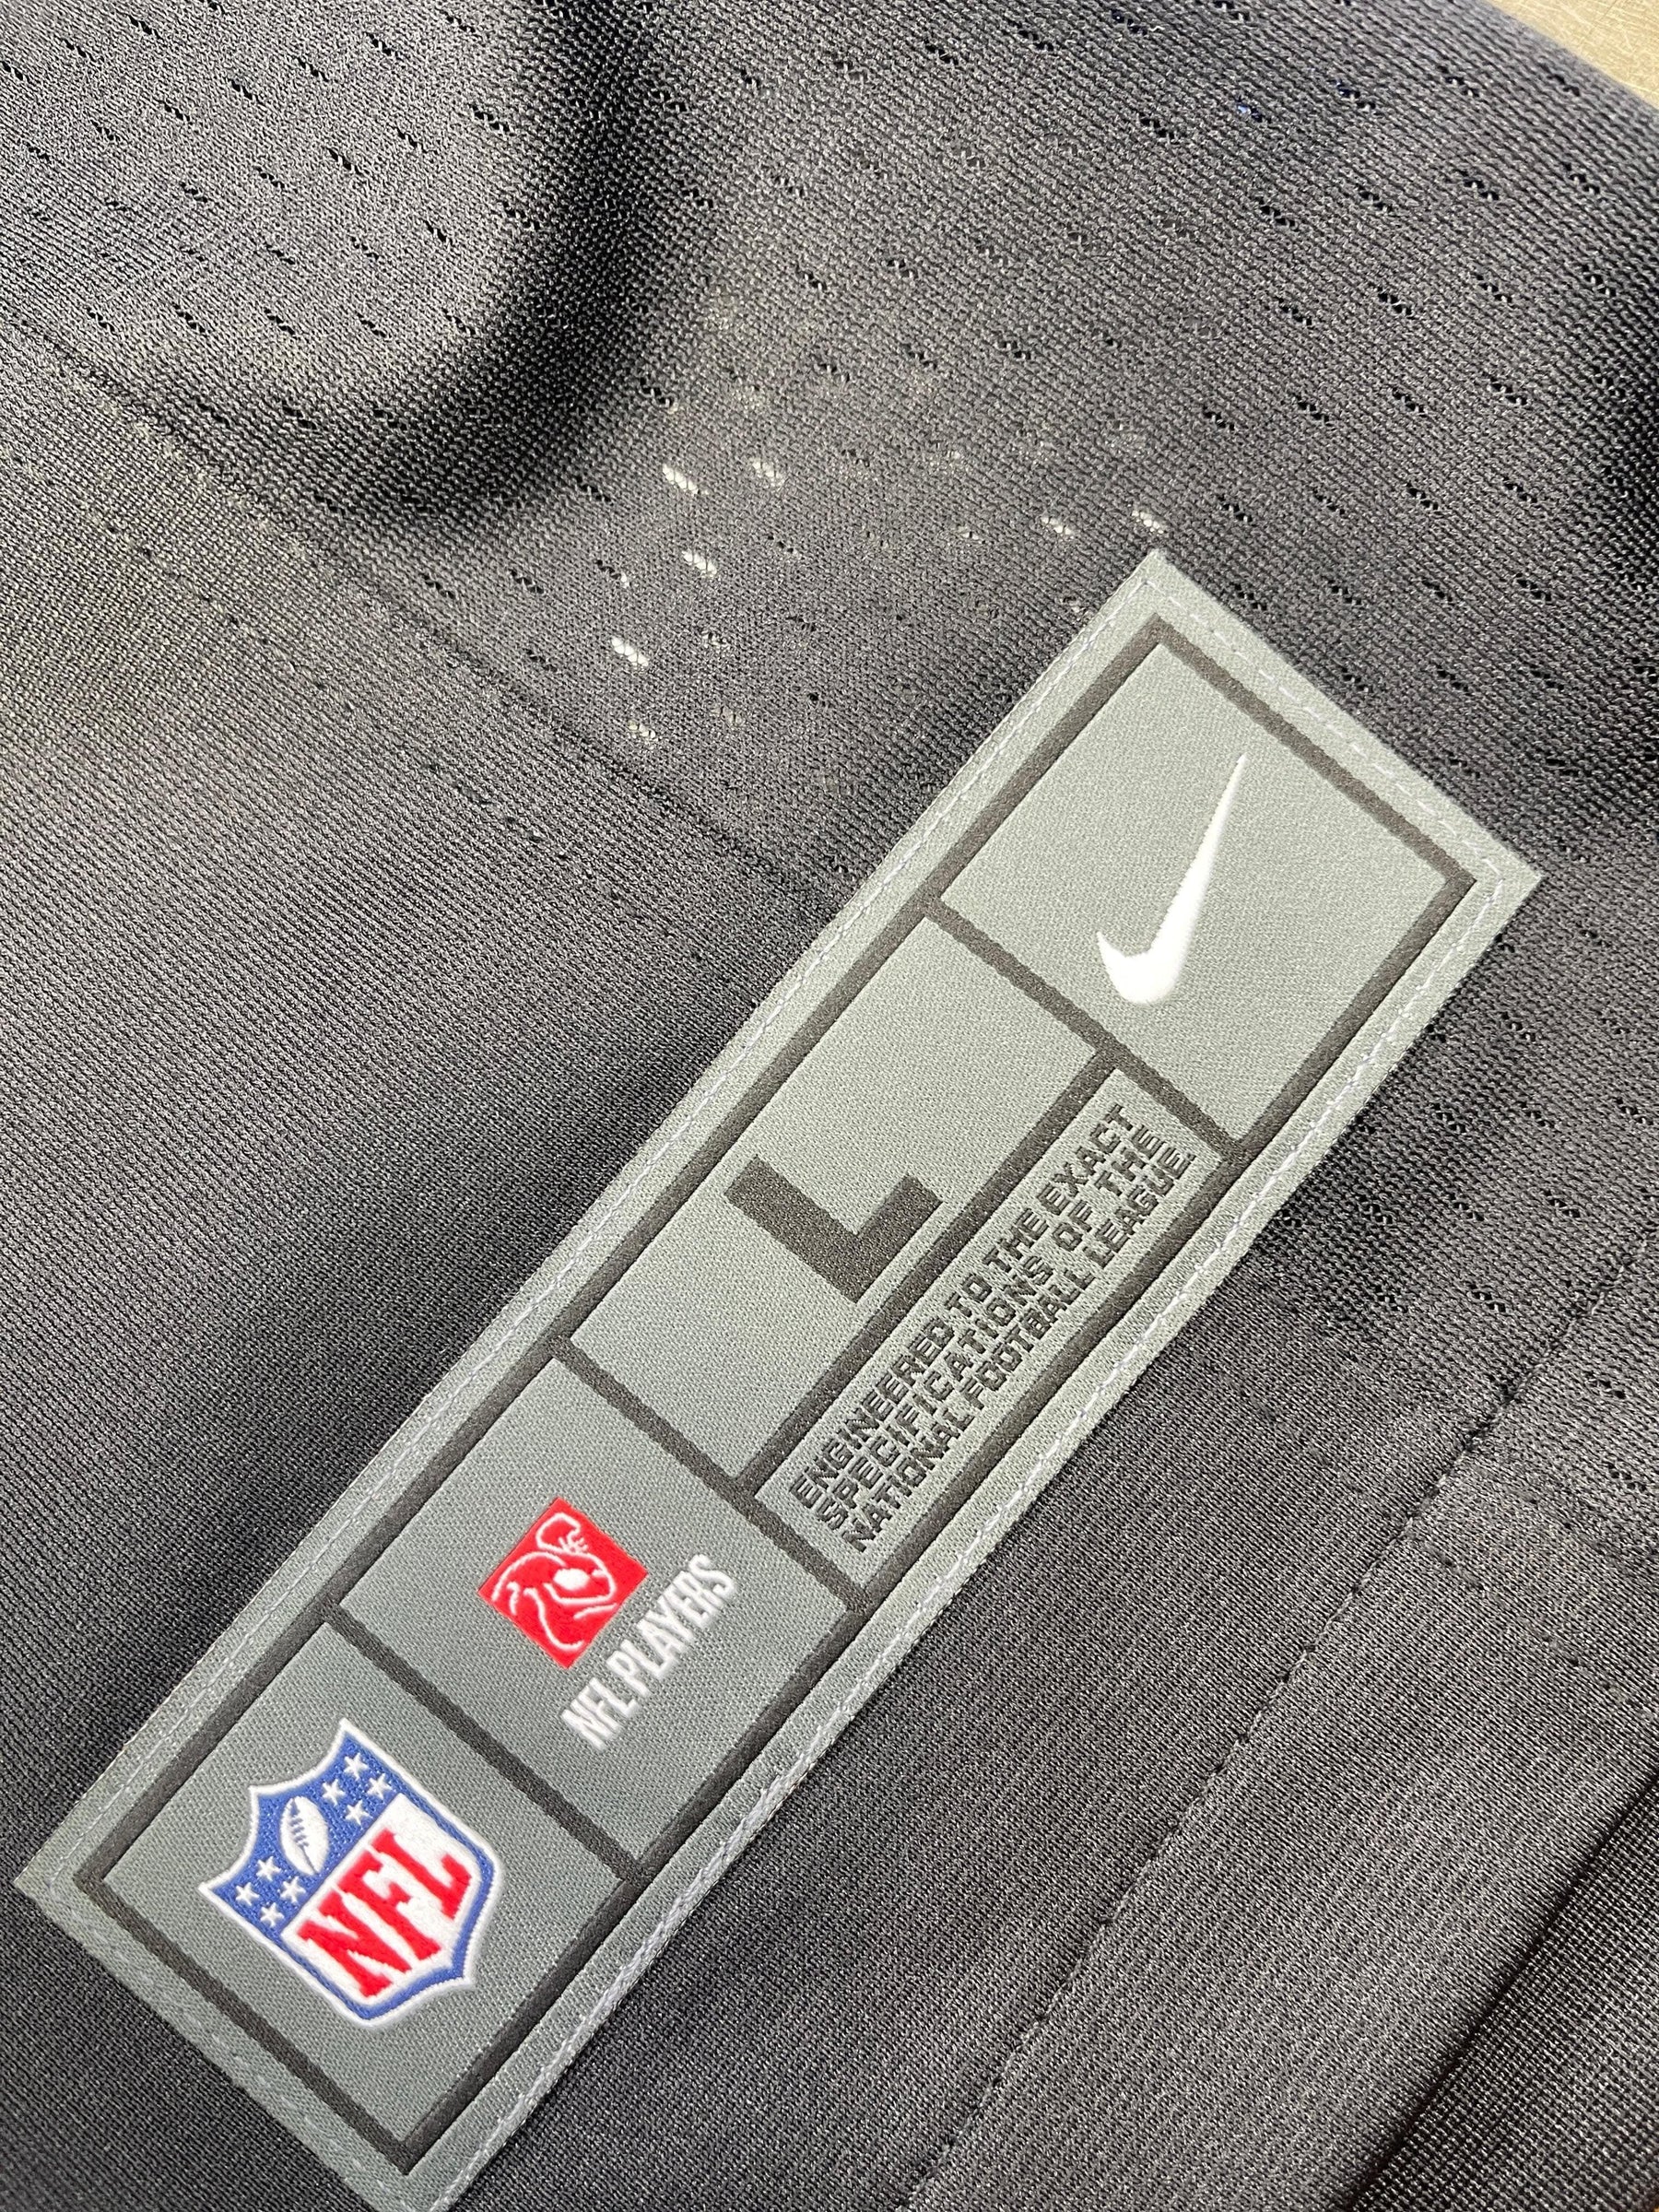 L
ENGINEERED TO THE EXACT
SPECIFICATIONS OF THE
NATIONAL FOOTBALL LEAGUE.
NFL PLAYERS
NFL